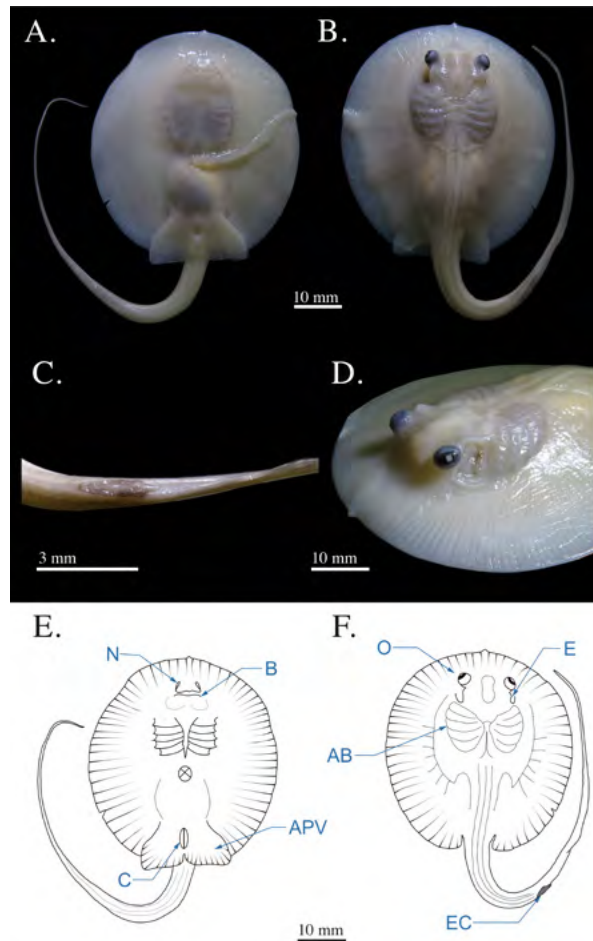 A. B.
10 mm
C. D.
3 mm 10 mm
E. F.
N B O E
AB
APV
C
EC
10 mm